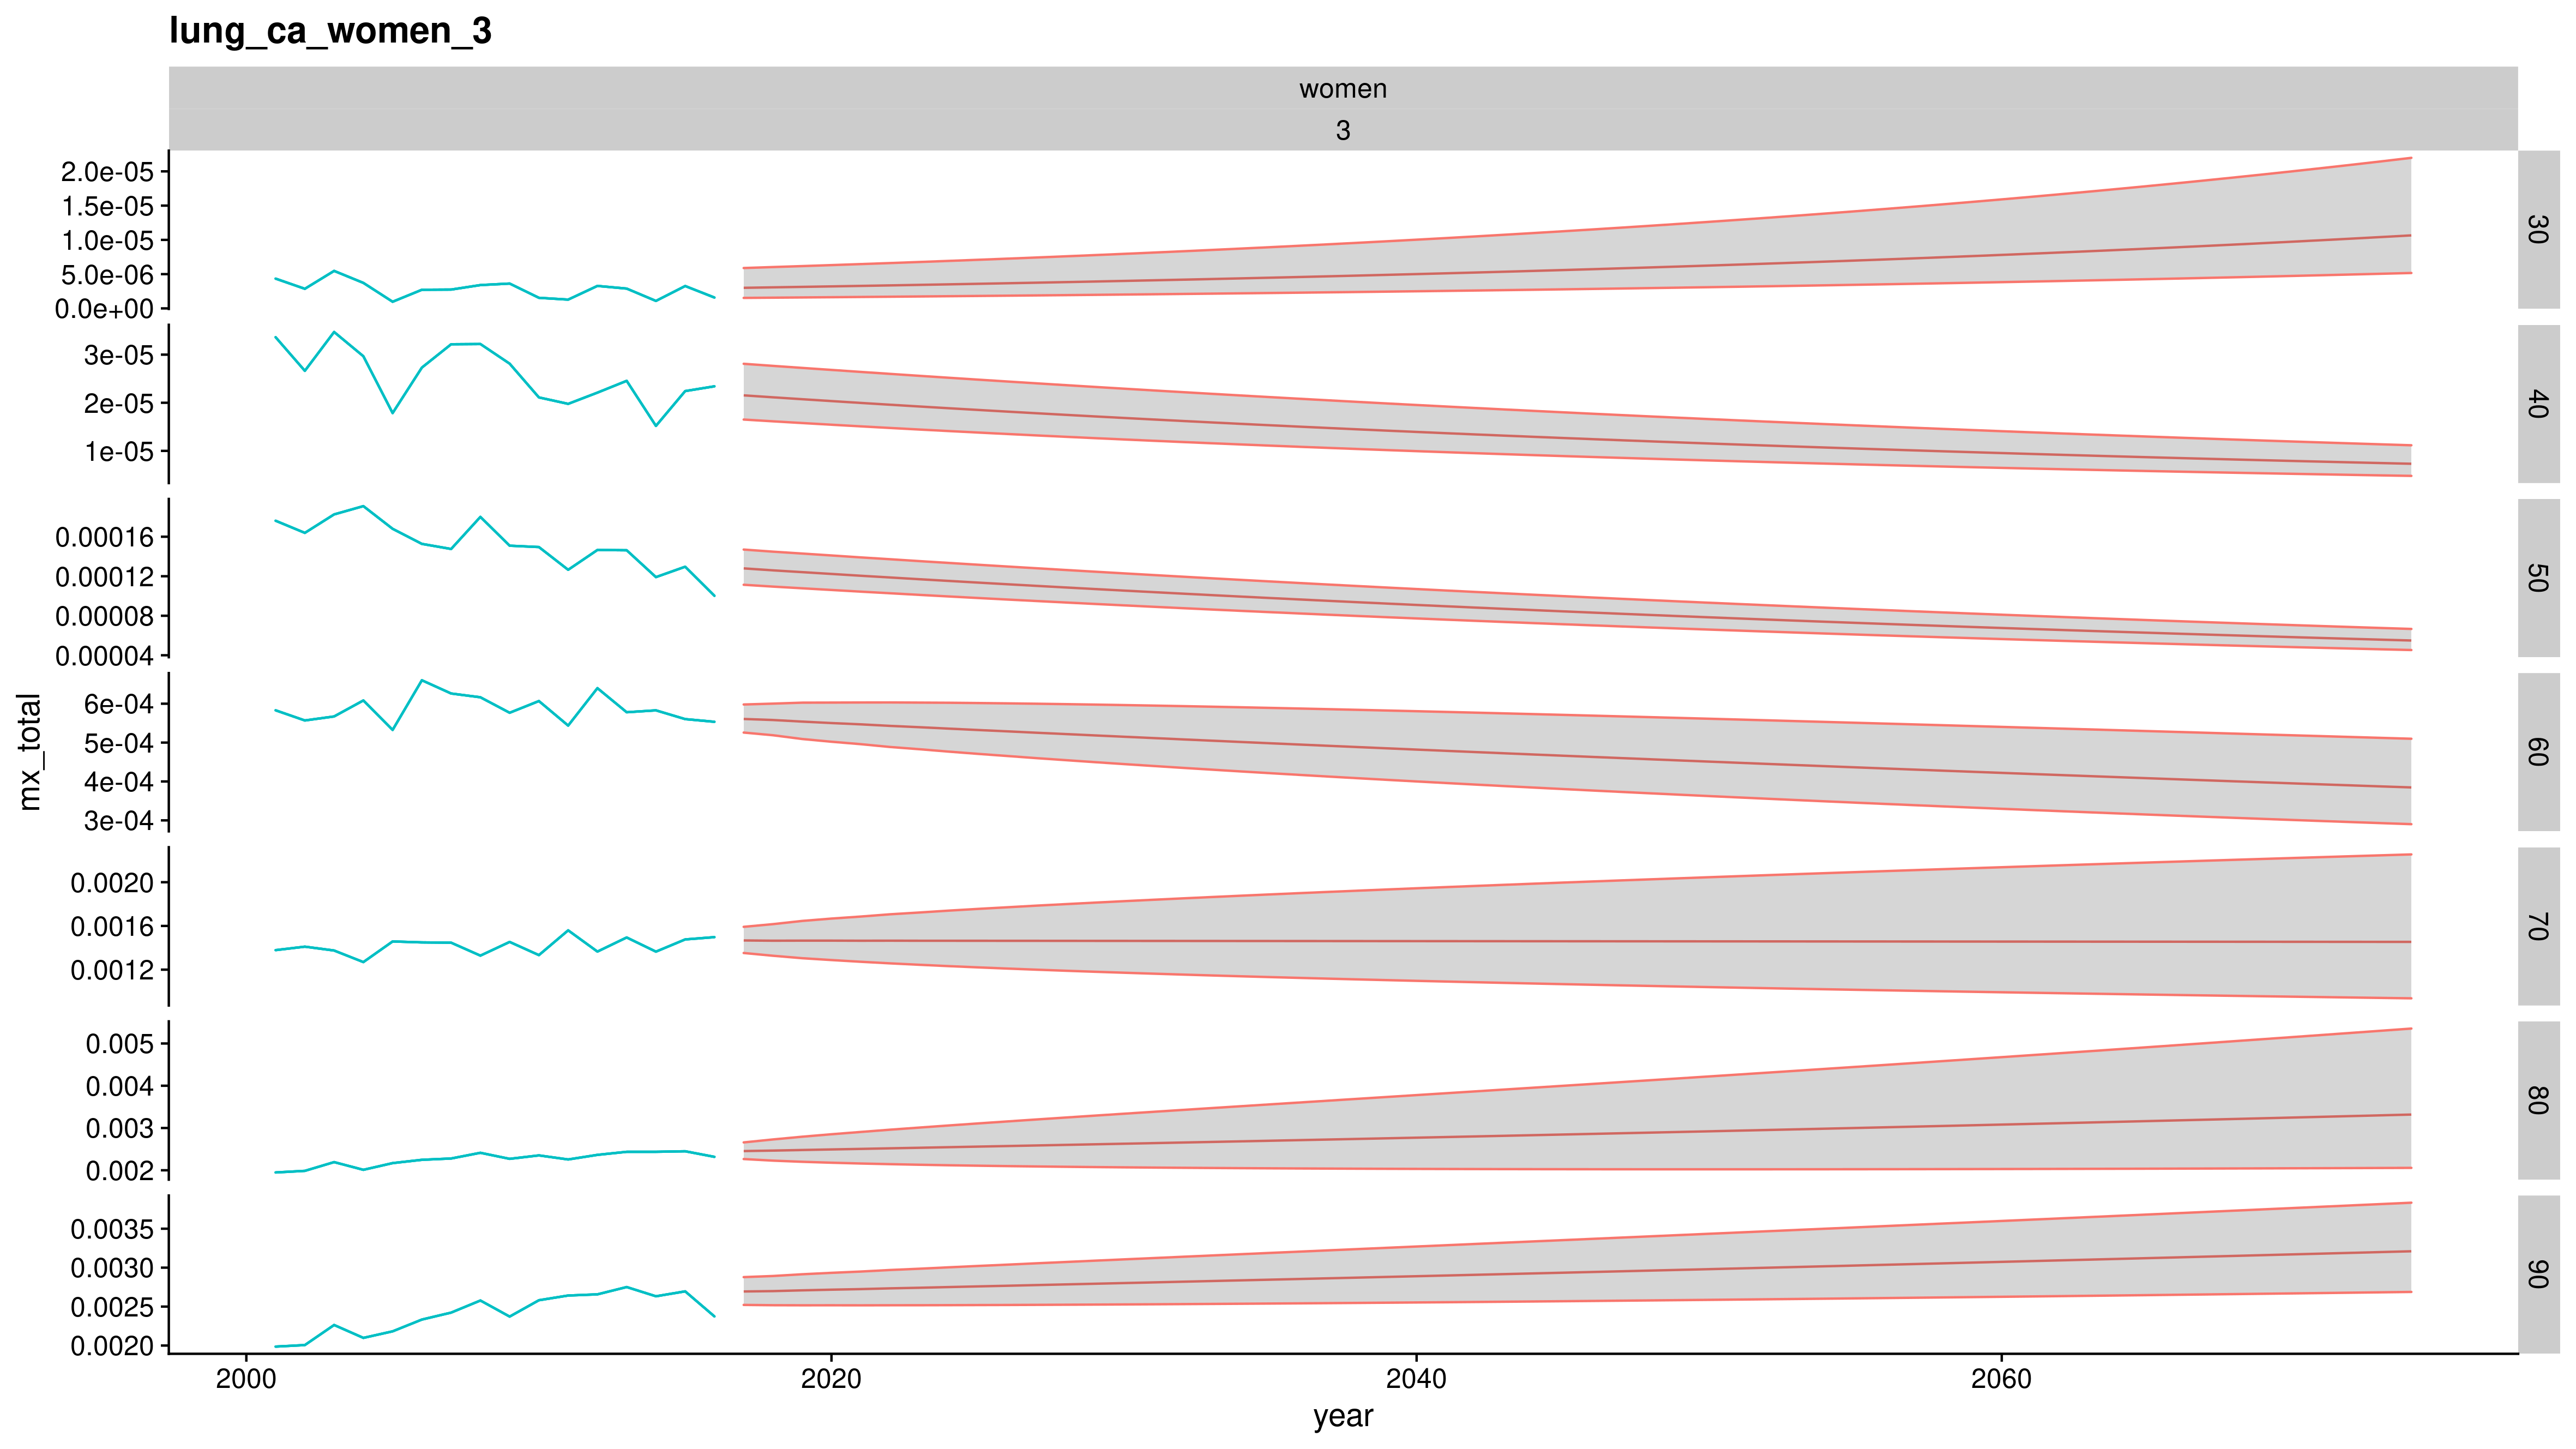 lung_ca_women_3
women
3
2.0e-05
1.5e-05
1.0e-05
5.0e-06
0.0e+00
30
3e-05
2e-05
1e-05
40
0.00016
0.00012
0.00008
0.00004
50
6e-04
5e-04
4e-04
3e-04
60
0.0020
0.0016
0.0012
70
0.005
0.004
0.003
0.002
80
0.0035
0.0030
0.0025
0.0020
90
mx_total
2000 2020 2040 2060
year